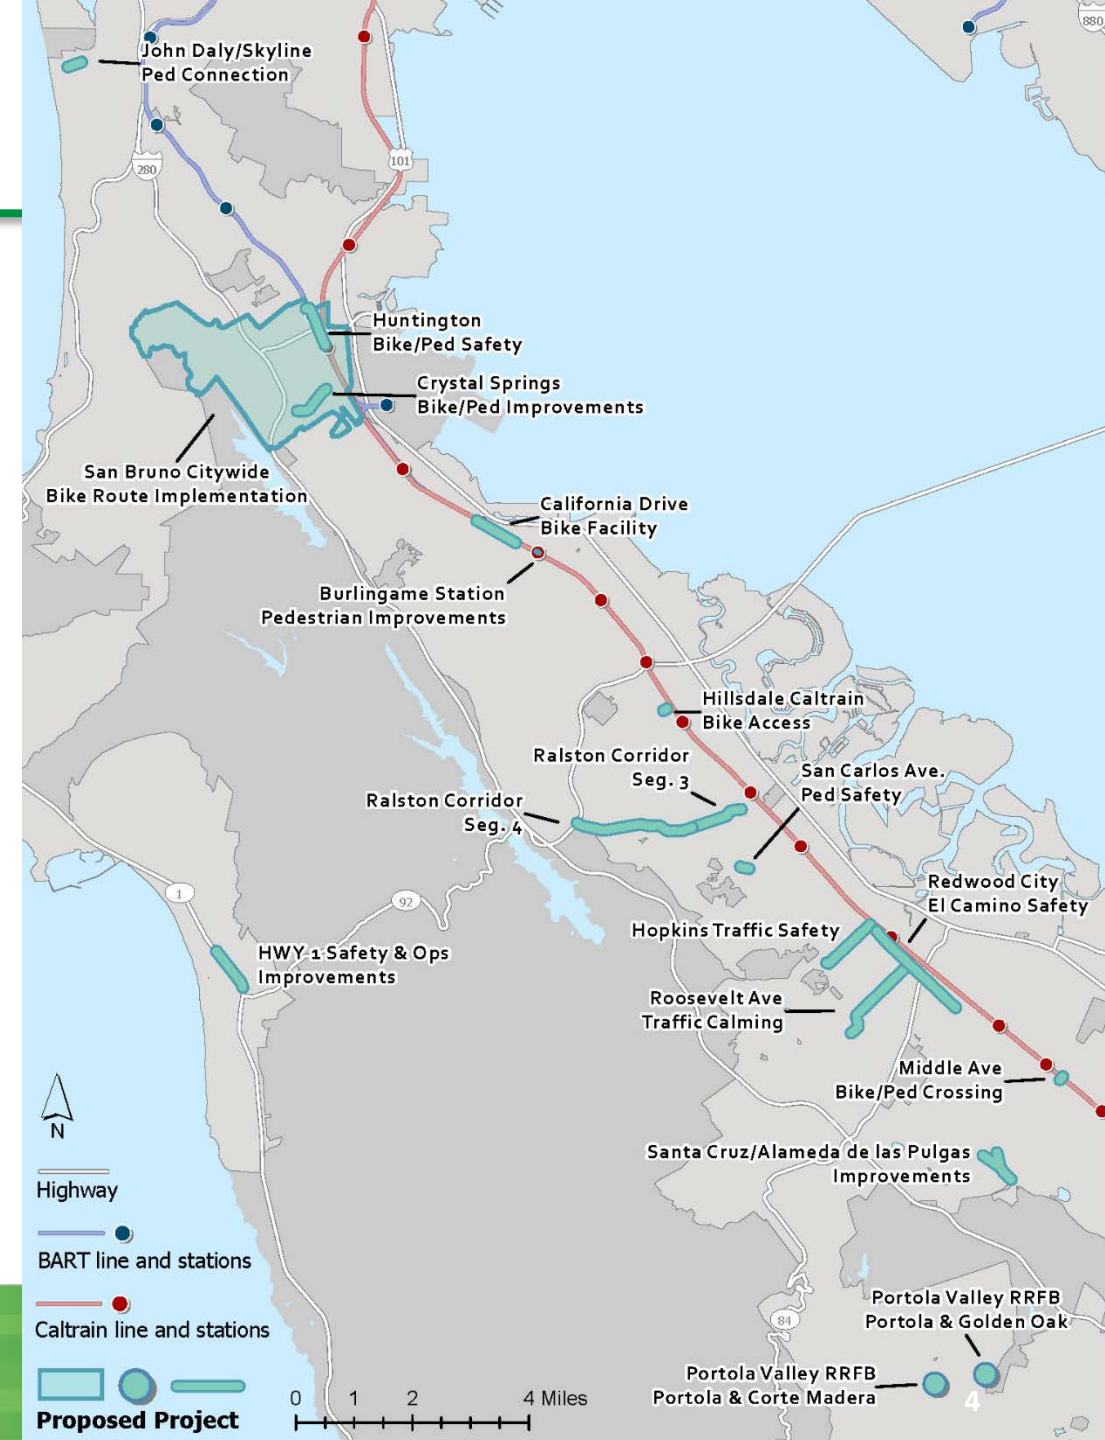 880
John Daly/Skyline
Ped Connection
280
101
Huntington
Bike/Ped Safety
Crystal Springs
Bike/Ped Improvements
San Bruno Citywide
Bike Route Implementation
California Drive
Bike Facility
Burlingame Station
Pedestrian Improvements
Hillsdale Caltrain
Bike Access
Ralston Corridor
Seg. 3
San Carlos Ave.
Ped Safety
Ralston Corridor
Seg. 4
1
92
Redwood City
El Camino Safety
Hopkins Traffic Safety
HWY 1 Safety & Ops
Improvements
Roosevelt Ave
Traffic Calming
Middle Ave
Bike/Ped Crossing
N
Santa Cruz/Alameda de las Pulgas
Improvements
Highway
BART line and stations
Portola Valley RRFB
Portola & Golden Oak
84
Caltrain line and stations
Portola Valley RRFB
Portola & Corte Madera
4
Proposed Project
0 1 2 4 Miles